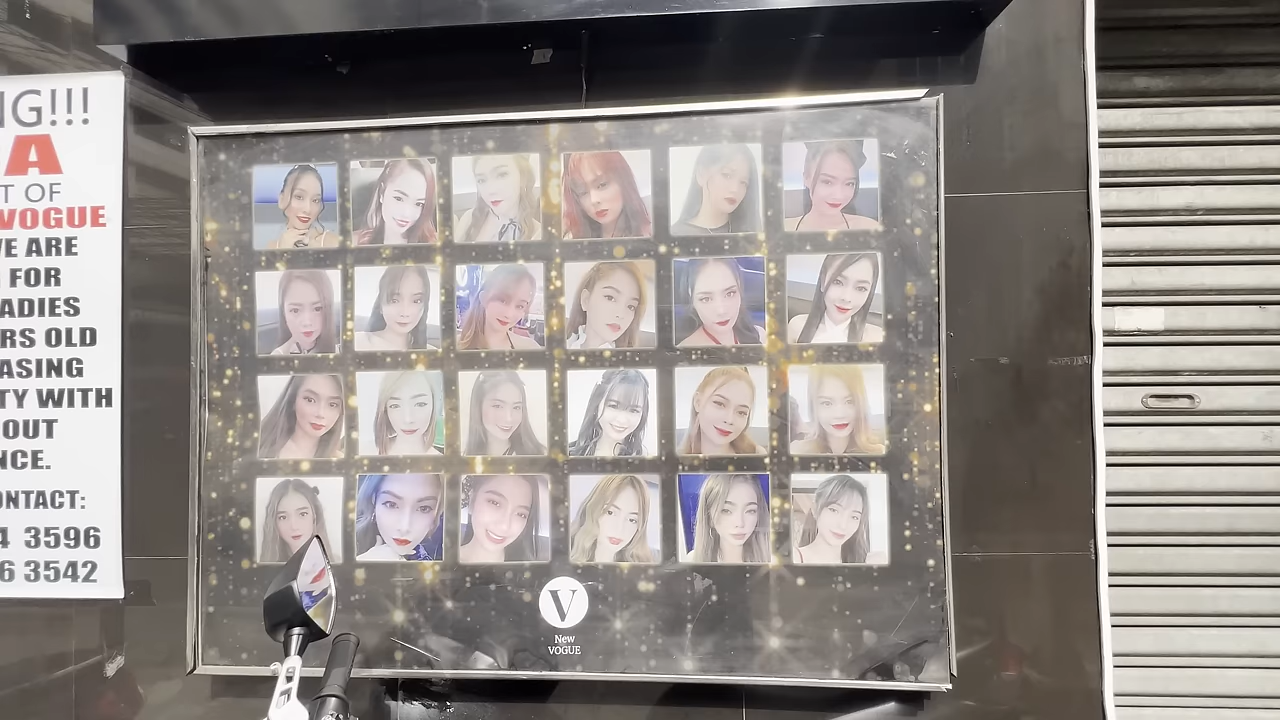 NG!!!
A
T OF
VOGUE
VE ARE
FOR
ADIES
RS OLD
ASING
TY WITH
OUT
NCE.
ONTACT:
4 3596
6 3542
V
New
VOGUE